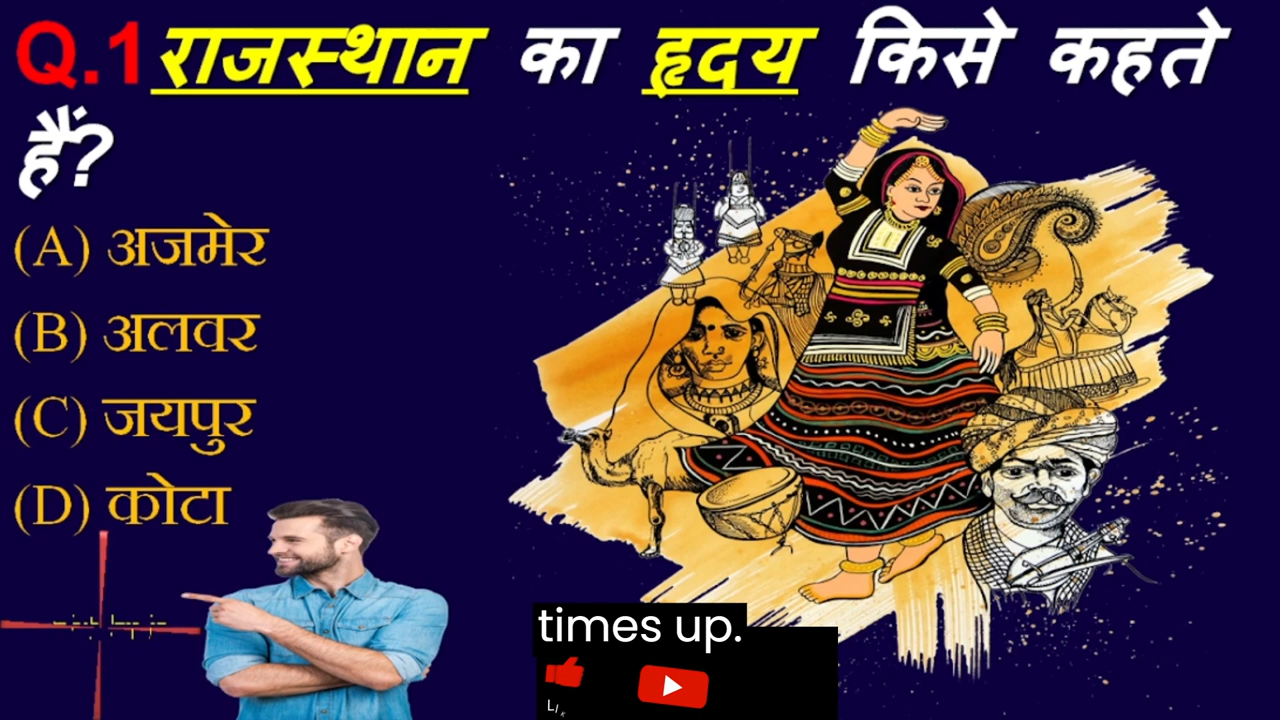 Q.1 राजस्थान का हृदय किसे कहते
हैं?
(A) अजमेर
(B) अलवर
(C) जयपुर
(D) कोटा
times up.